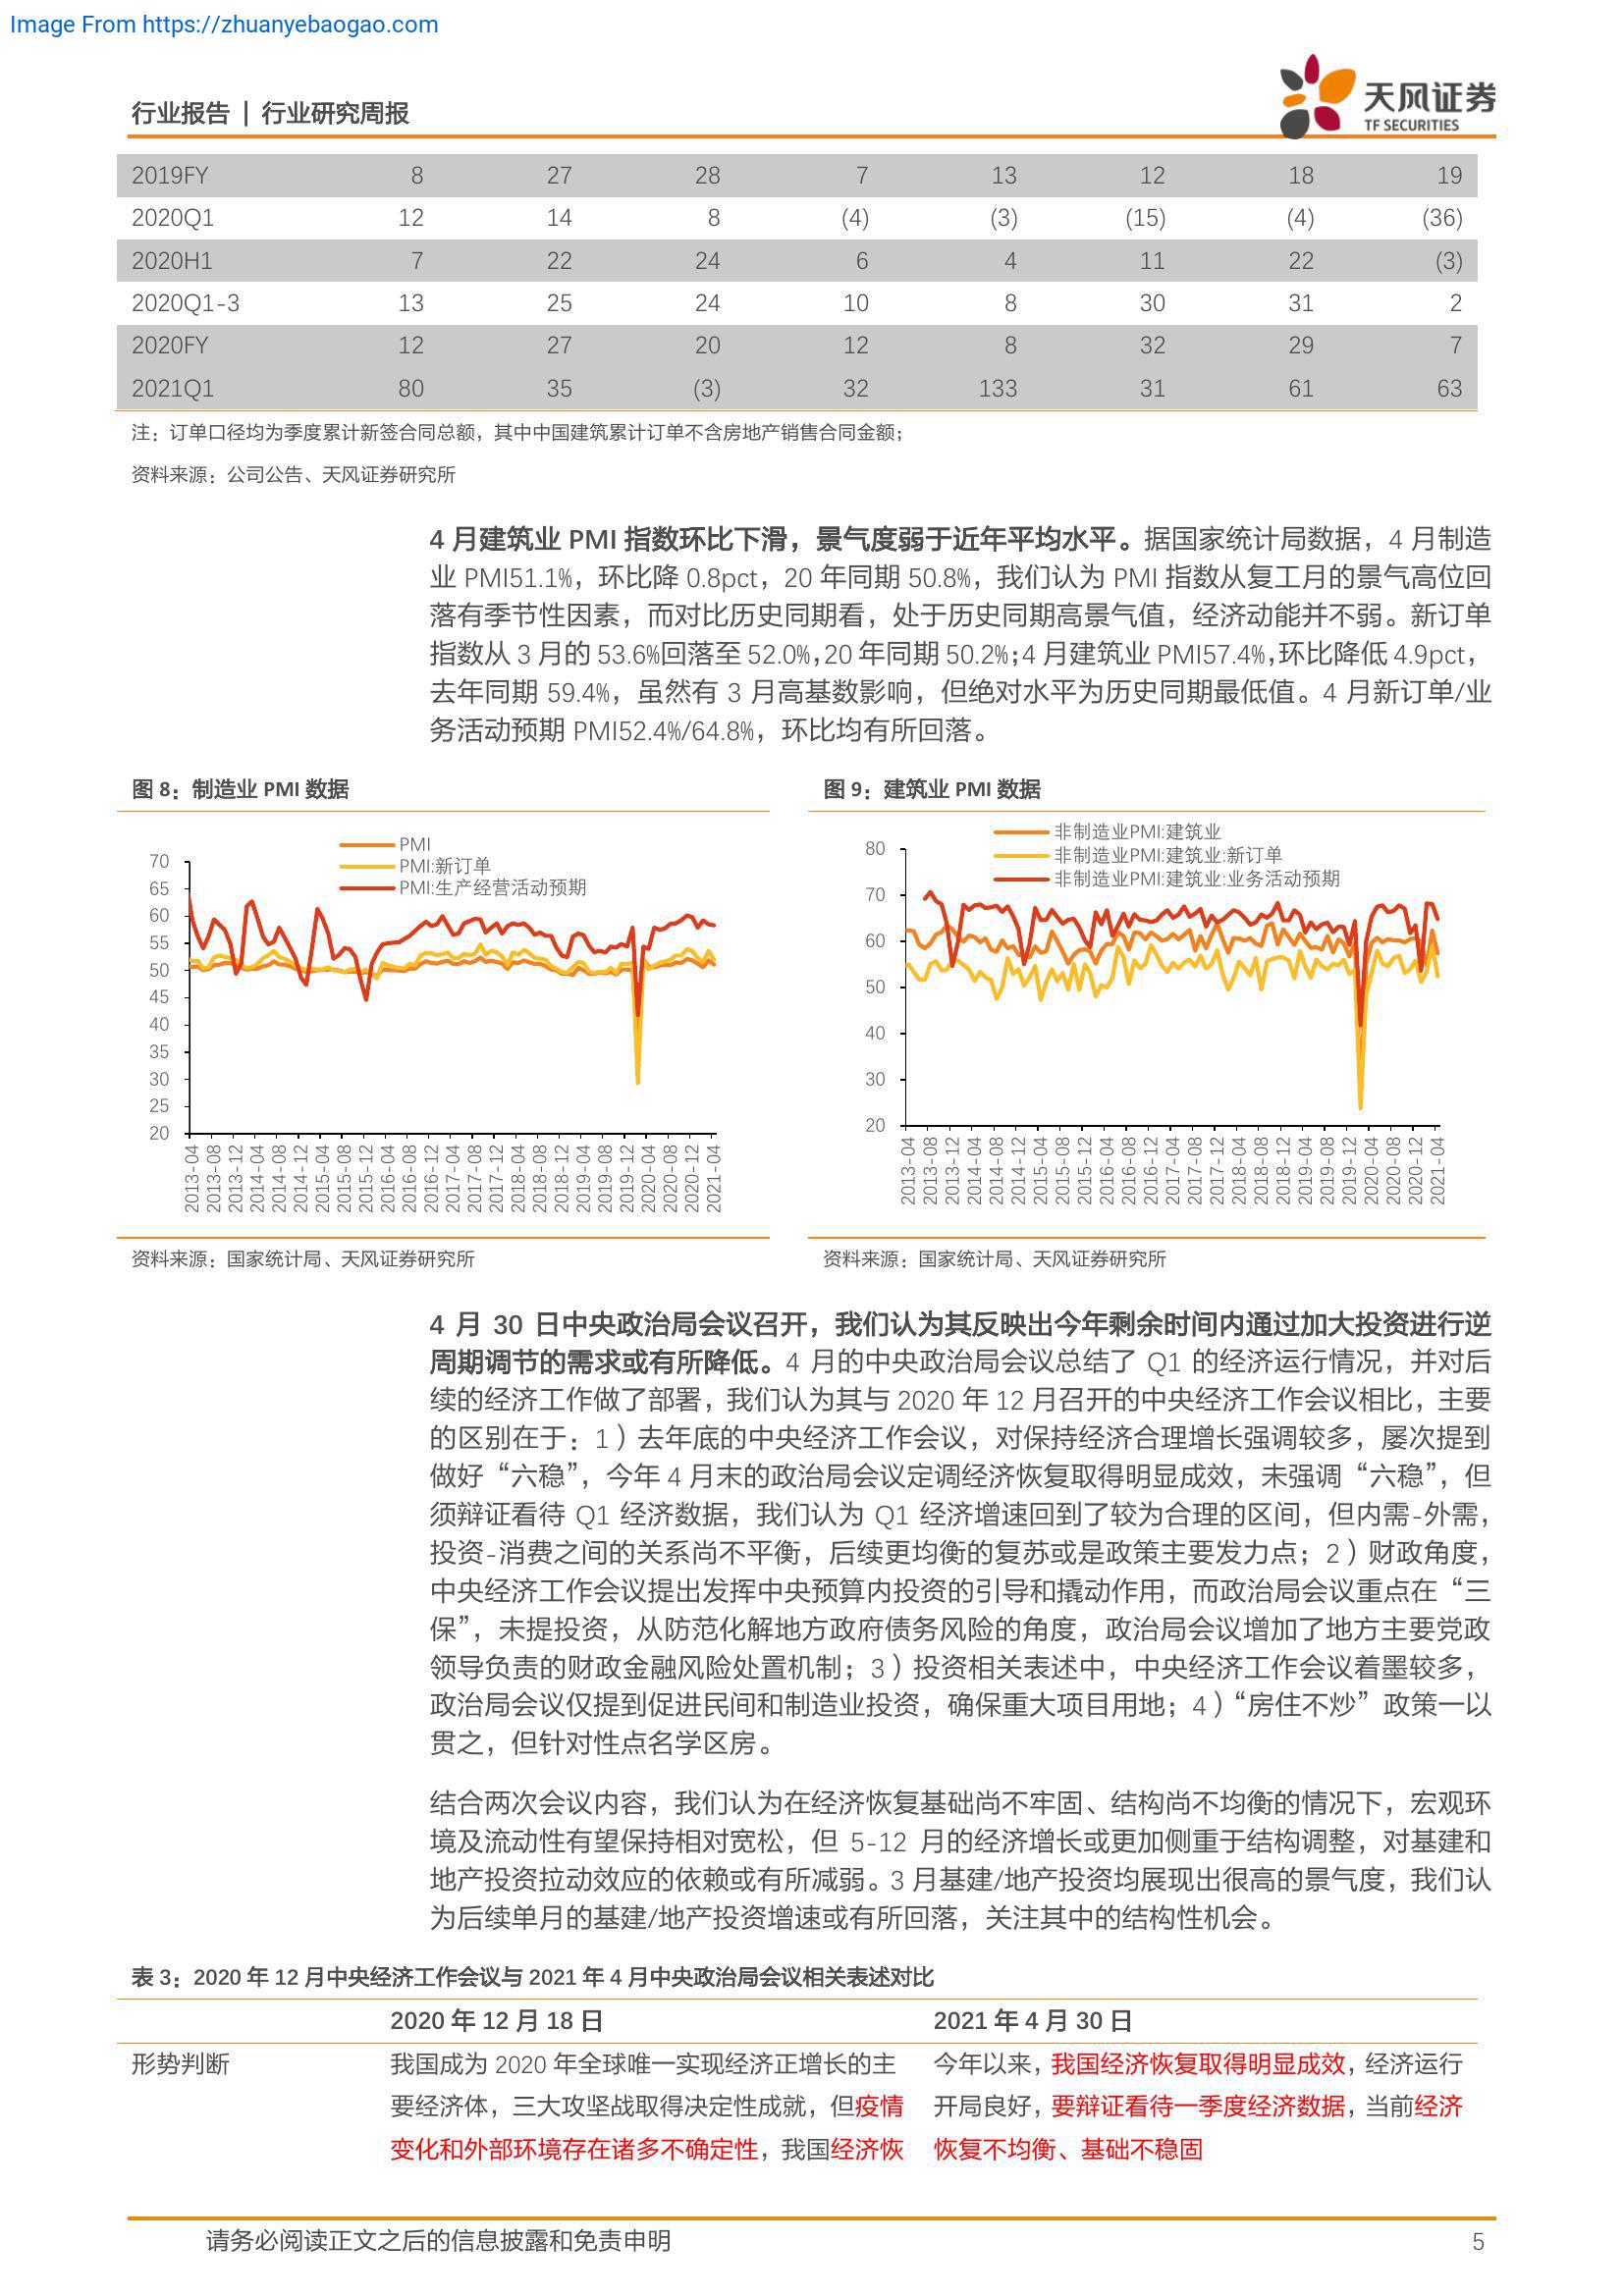 Image From https://zhuanyebaogao.com
行业报告 | 行业研究周报
天风证券
TF SECURITIES
2019FY 8 27 28 7 13 12 18 19
2020Q1 12 14 8 (4) (3) (15) (4) (36)
2020H1 7 22 24 6 4 11 22 (3)
2020Q1-3 13 25 24 10 8 30 31 2
2020FY 12 27 20 12 8 32 29 7
2021Q1 80 35 (3) 32 133 31 61 63
注：订单口径均为季度累计新签合同总额，其中中国建筑累计订单不含房地产销售合同金额；
资料来源：公司公告、天风证券研究所
4 月建筑业 PMI 指数环比下滑，景气度弱于近年平均水平。据国家统计局数据，4 月制造
业 PMI51.1%，环比降 0.8pct，20 年同期 50.8%，我们认为 PMI 指数从复工月的景气高位回
落有季节性因素，而对比历史同期看，处于历史同期高景气值，经济动能并不弱。新订单
指数从 3 月的 53.6%回落至 52.0%，20 年同期 50.2%；4 月建筑业 PMI57.4%，环比降低 4.9pct，
去年同期 59.4%，虽然有 3 月高基数影响，但绝对水平为历史同期最低值。4 月新订单/业
务活动预期 PMI52.4%/64.8%，环比均有所回落。
图 8：制造业 PMI 数据
PMI
PMI:新订单
PMI:生产经营活动预期
70
65
60
55
50
45
40
35
30
25
20
2013-04
2013-08
2013-12
2014-04
2014-08
2014-12
2015-04
2015-08
2015-12
2016-04
2016-08
2016-12
2017-04
2017-08
2017-12
2018-04
2018-08
2018-12
2019-04
2019-08
2019-12
2020-04
2020-08
2020-12
2021-04
资料来源：国家统计局、天风证券研究所
图 9：建筑业 PMI 数据
非制造业PMI:建筑业
非制造业PMI:建筑业:新订单
非制造业PMI:建筑业:业务活动预期
80
70
60
50
40
30
20
2013-04
2013-08
2013-12
2014-04
2014-08
2014-12
2015-04
2015-08
2015-12
2016-04
2016-08
2016-12
2017-04
2017-08
2017-12
2018-04
2018-08
2018-12
2019-04
2019-08
2019-12
2020-04
2020-08
2020-12
2021-04
资料来源：国家统计局、天风证券研究所
4 月 30 日中央政治局会议召开，我们认为其反映出今年剩余时间内通过加大投资进行逆
周期调节的需求或有所降低。4 月的中央政治局会议总结了 Q1 的经济运行情况，并对后
续的经济工作做了部署，我们认为其与 2020 年 12 月召开的中央经济工作会议相比，主要
的区别在于：1）去年底的中央经济工作会议，对保持经济合理增长强调较多，屡次提到
做好“六稳”，今年 4 月末的政治局会议定调经济恢复取得明显成效，未强调“六稳”，但
须辩证看待 Q1 经济数据，我们认为 Q1 经济增速回到了较为合理的区间，但内需-外需，
投资-消费之间的关系尚不平衡，后续更均衡的复苏或是政策主要发力点；2）财政角度，
中央经济工作会议提出发挥中央预算内投资的引导和撬动作用，而政治局会议重点在“三
保”，未提投资，从防范化解地方政府债务风险的角度，政治局会议增加了地方主要党政
领导负责的财政金融风险处置机制；3）投资相关表述中，中央经济工作会议着墨较多，
政治局会议仅提到促进民间和制造业投资，确保重大项目用地；4）“房住不炒”政策一以
贯之，但针对性点名学区房。
结合两次会议内容，我们认为在经济恢复基础尚不牢固、结构尚不均衡的情况下，宏观环
境及流动性有望保持相对宽松，但 5-12 月的经济增长或更加侧重于结构调整，对基建和
地产投资拉动效应的依赖或有所减弱。3 月基建/地产投资均展现出很高的景气度，我们认
为后续单月的基建/地产投资增速或有所回落，关注其中的结构性机会。
表 3：2020 年 12 月中央经济工作会议与 2021 年 4 月中央政治局会议相关表述对比
2020 年 12 月 18 日 2021 年 4 月 30 日
形势判断 我国成为 2020 年全球唯一实现经济正增长的主 今年以来，我国经济恢复取得明显成效，经济运行
要经济体，三大攻坚战取得决定性成就，但疫情 开局良好，要辩证看待一季度经济数据，当前经济
变化和外部环境存在诸多不确定性，我国经济恢 恢复不均衡、基础不稳固
请务必阅读正文之后的信息披露和免责申明 5